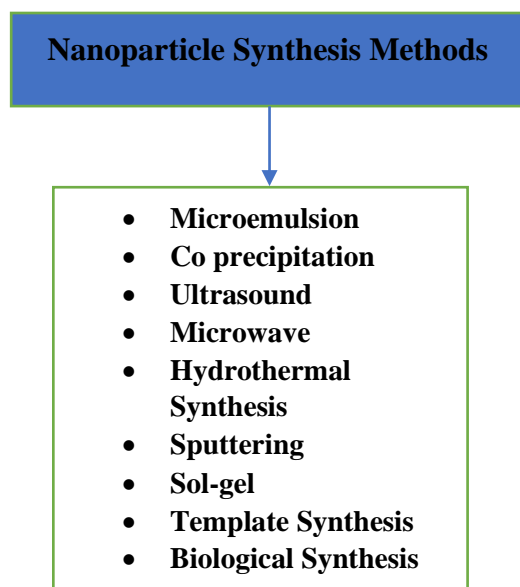 Nanoparticle Synthesis Methods
• Microemulsion
• Co precipitation
• Ultrasound
• Microwave
• Hydrothermal
Synthesis
• Sputtering
• Sol-gel
• Template Synthesis
• Biological Synthesis